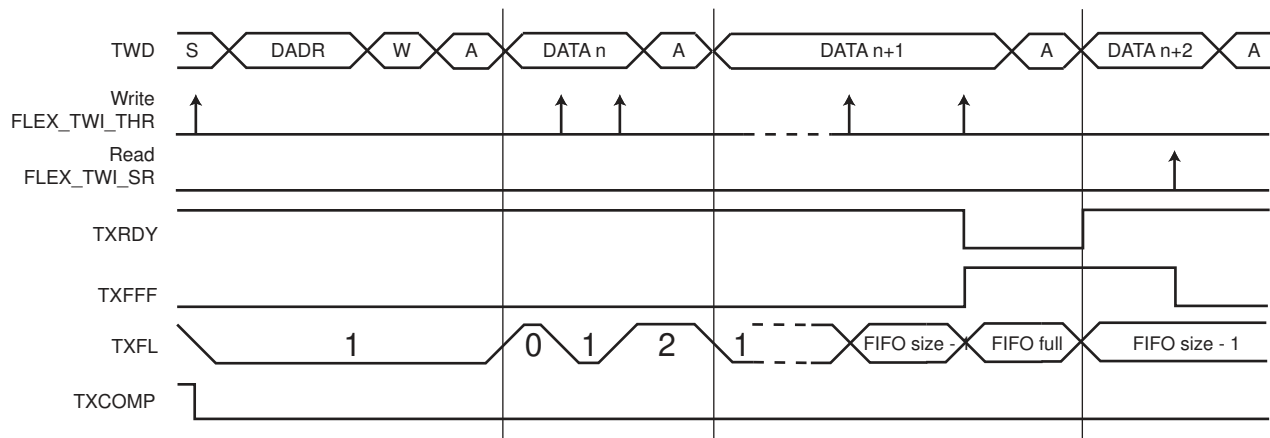 TWD S DADR W A DATA n A DATA n+1 A DATA n+2 A
Write
FLEX_TWI_THR
Read
FLEX_TWI_SR
TXRDY
TXFFF
TXFL 1 0 1 2 1 FIFO size - 1 FIFO full FIFO size - 1
TXCOMP